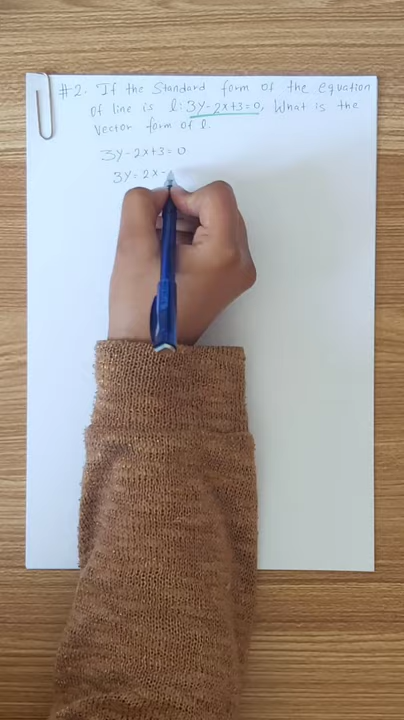 #2. If the Standard form of the equation
of line is l: 3y-2x+3=0, What is the
Vector form of l.
3y-2x+3=0
3y=2x-